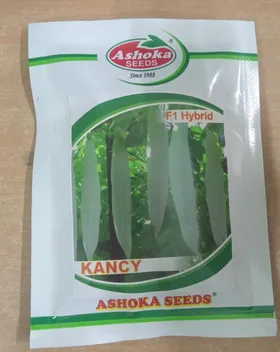 Ashoka
SEEDS
Since 1988
F1 Hybrid
KANCY
ASHOKA SEEDS®